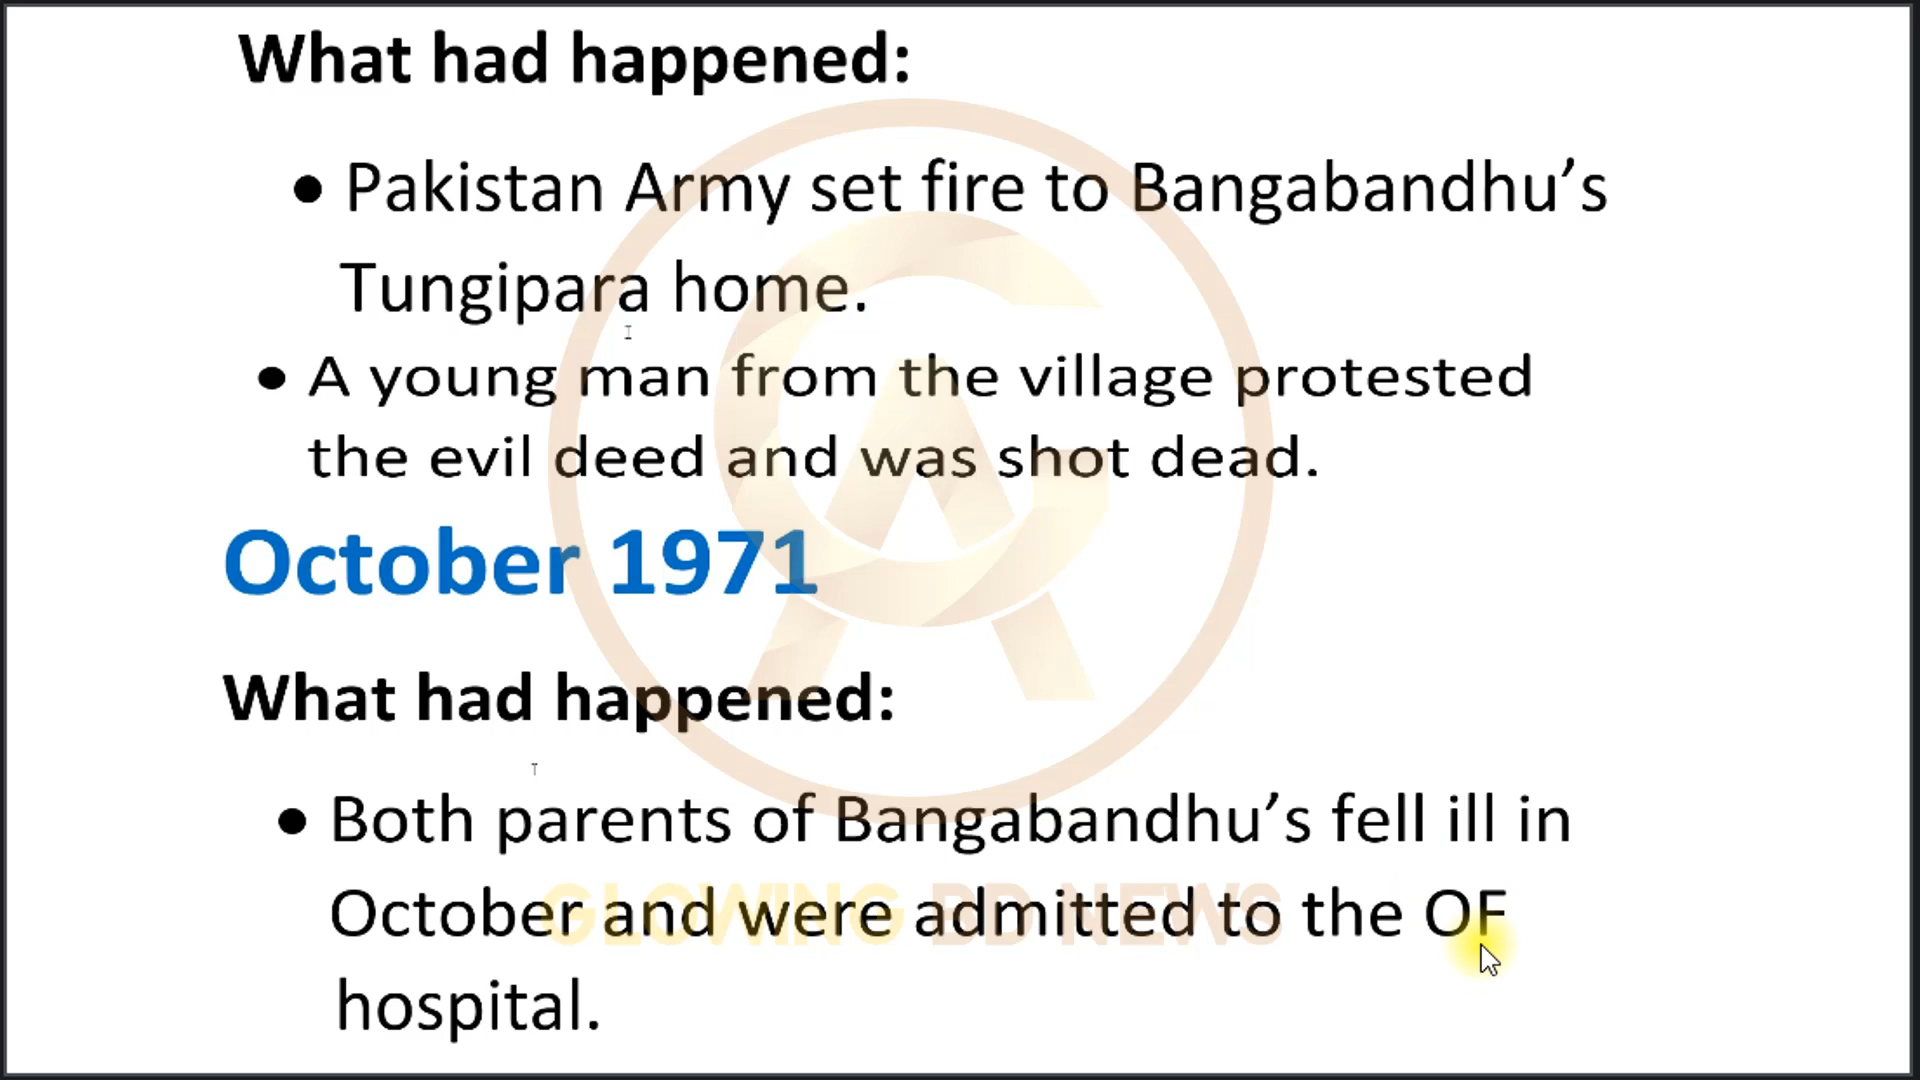 What had happened:
• Pakistan Army set fire to Bangabandhu’s
Tungipara home.
• A young man from the village protested
the evil deed and was shot dead.
October 1971
What had happened:
• Both parents of Bangabandhu’s fell ill in
October and were admitted to the OF
hospital.
GLOWING BD NEWS